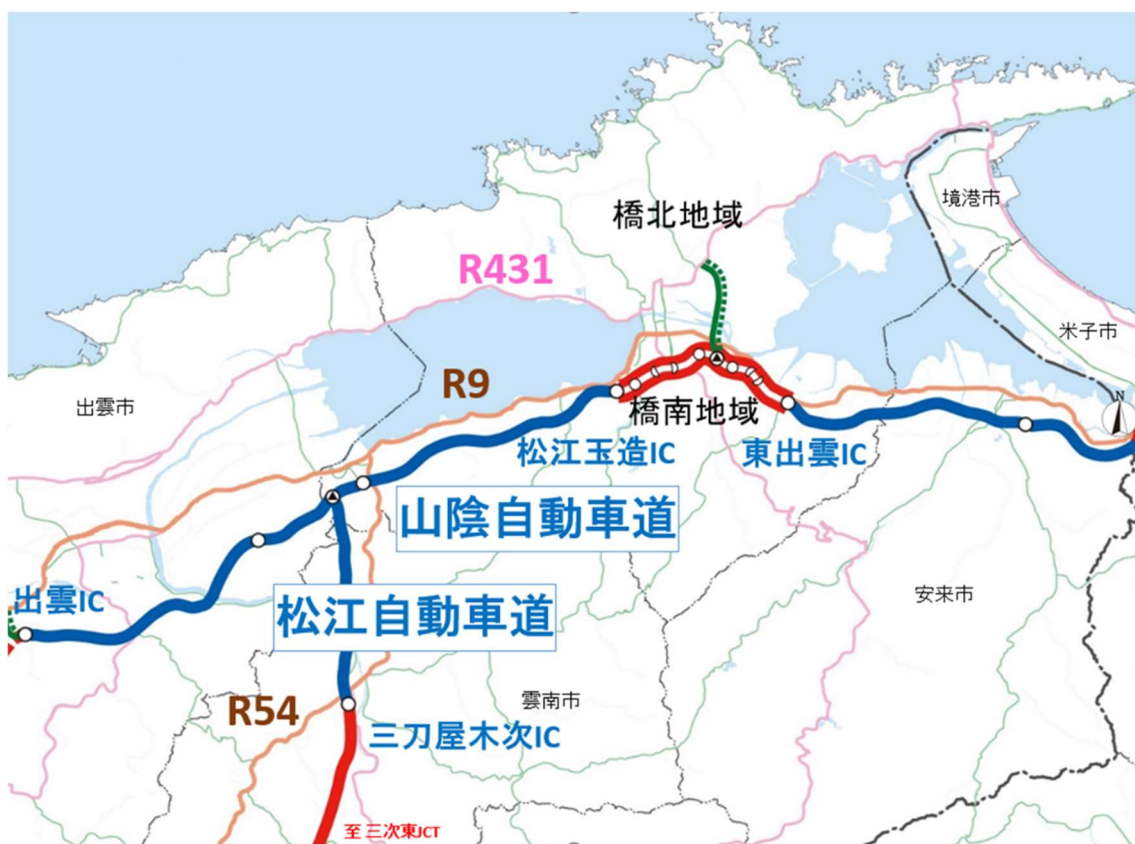 境港市
橋北地域
R431
米子市
N
R9
出雲市
橋南地域
松江玉造IC
東出雲IC
山陰自動車道
出雲IC
松江自動車道
安来市
R54
雲南市
三刀屋木次IC
至 三次東JCT